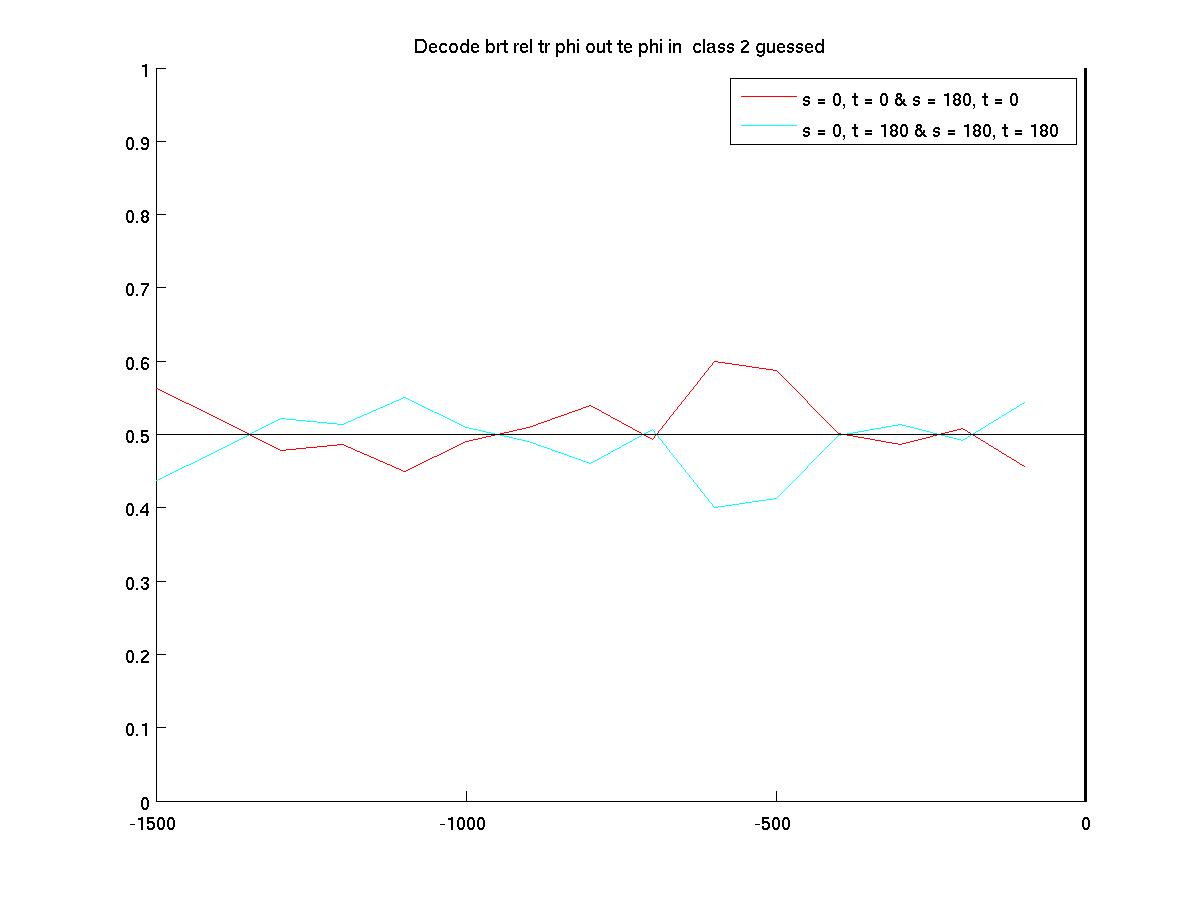 Decode brt rel tr phi out te phi in  class 2 guessed
s = 0, t = 0 & s = 180, t = 0
s = 0, t = 180 & s = 180, t = 180
1
0.9
0.8
0.7
0.6
0.5
0.4
0.3
0.2
0.1
0
-1500 -1000 -500 0